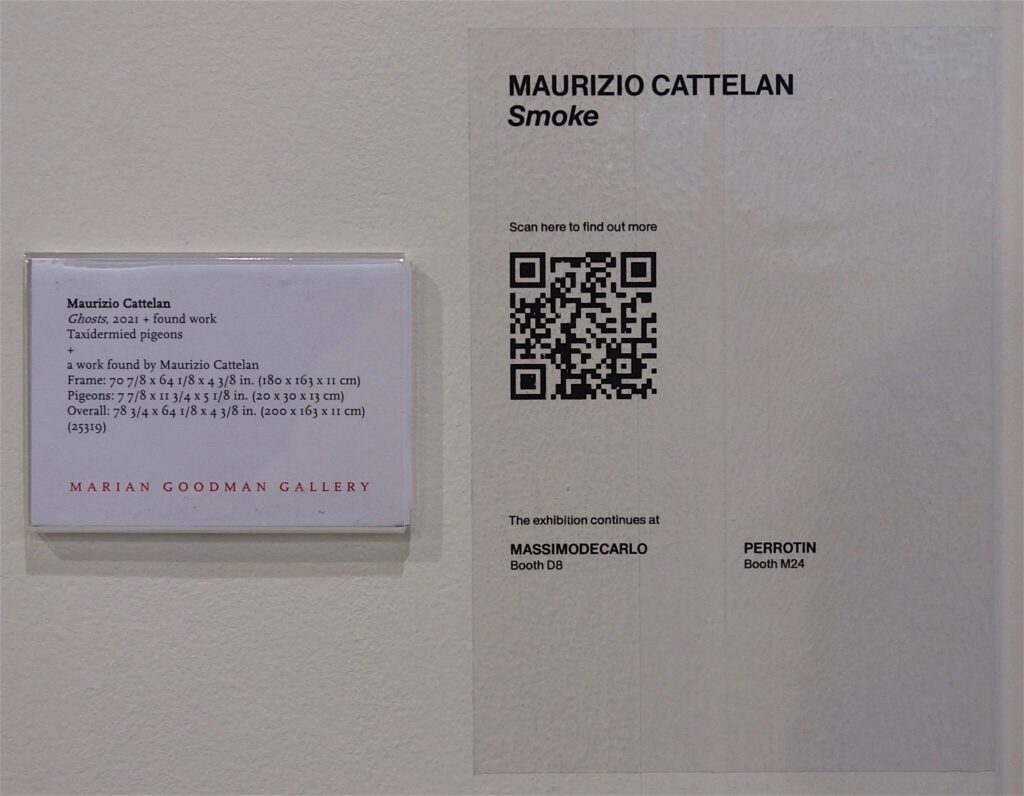 Maurizio Cattelan
Ghosts, 2021 + found work
Taxidermied pigeons
+
a work found by Maurizio Cattelan
Frame: 70 7/8 x 64 1/8 x 4 3/8 in. (180 x 163 x 11 cm)
Pigeons: 7 7/8 x 11 3/4 x 5 1/8 in. (20 x 30 x 13 cm)
Overall: 78 3/4 x 64 1/8 x 4 3/8 in. (200 x 163 x 11 cm)
(25319)
MARIAN GOODMAN GALLERY
MAURIZIO CATTELAN
Smoke
Scan here to find out more
The exhibition continues at
MASSIMODECARLO
Booth D8
PERROTIN
Booth M24